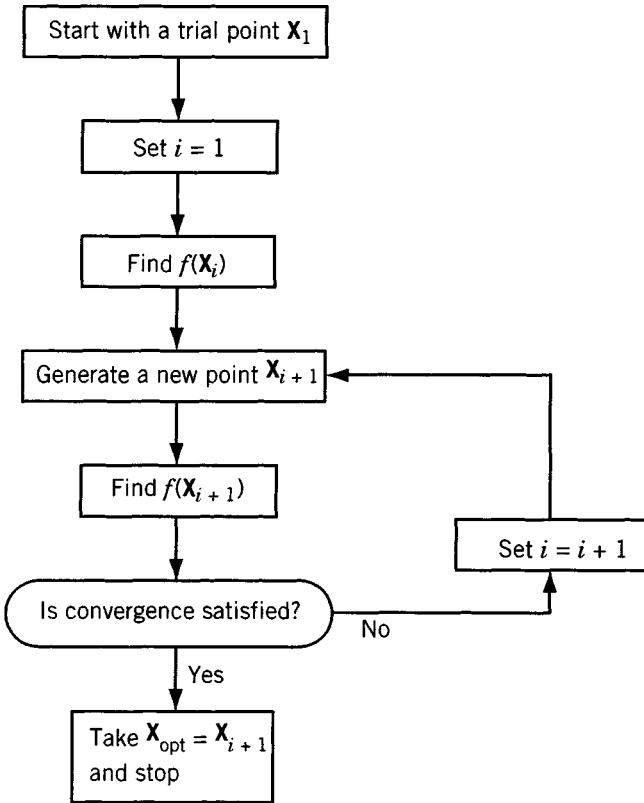 Start with a trial point X₁
Set i = 1
Find f(Xᵢ)
Generate a new point Xᵢ₊₁
Find f(Xᵢ₊₁)
Set i = i + 1
Is convergence satisfied?
No
Yes
Take X_opt = Xᵢ₊₁
and stop